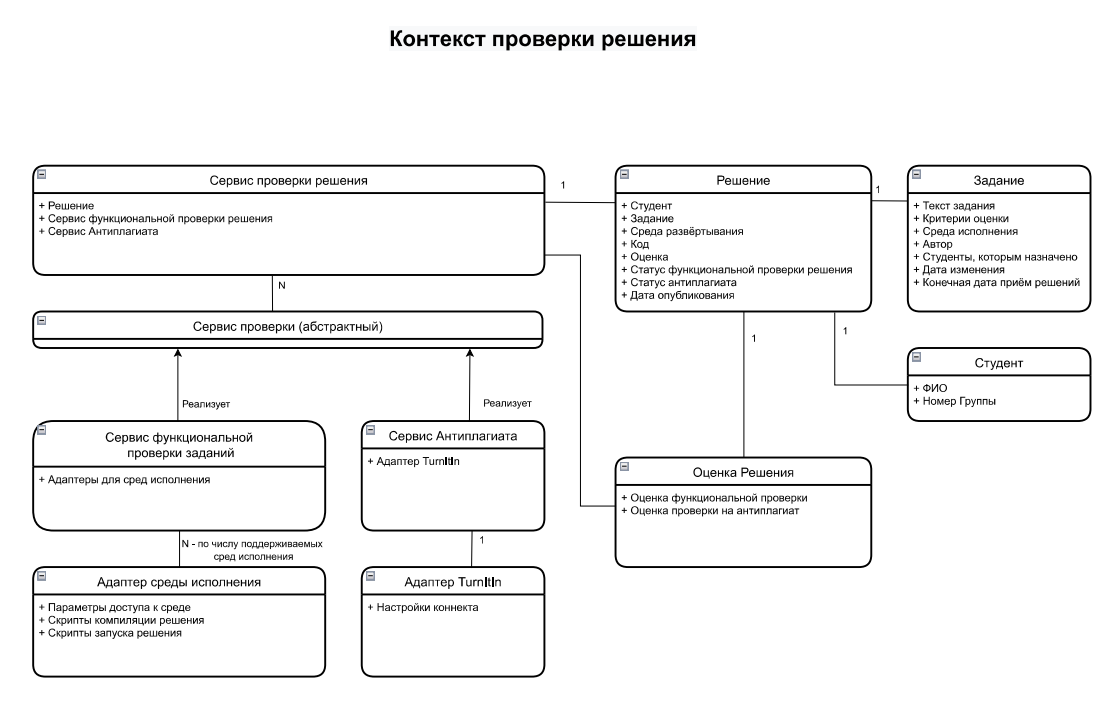 Контекст проверки решения
Сервис проверки решения
+ Решение
+ Сервис функциональной проверки решения
+ Сервис Антиплагиата
1
Решение
+ Студент
+ Задание
+ Среда развёртывания
+ Код
+ Оценка
+ Статус функциональной проверки решения
+ Статус антиплагиата
+ Дата опубликования
1
Задание
+ Текст задания
+ Критерии оценки
+ Среда исполнения
+ Автор
+ Студенты, которым назначено
+ Дата изменения
+ Конечная дата приём решений
N
Сервис проверки (абстрактный)
1
1
Студент
+ ФИО
+ Номер Группы
Реализует
Реализует
Сервис функциональной
проверки заданий
+ Адаптеры для сред исполнения
Сервис Антиплагиата
+ Адаптер TurnItIn
Оценка Решения
+ Оценка функциональной проверки
+ Оценка проверки на антиплагиат
N - по числу поддерживаемых
сред исполнения
1
Адаптер среды исполнения
+ Параметры доступа к среде
+ Скрипты компиляции решения
+ Скрипты запуска решения
Адаптер TurnItIn
+ Настройки коннекта